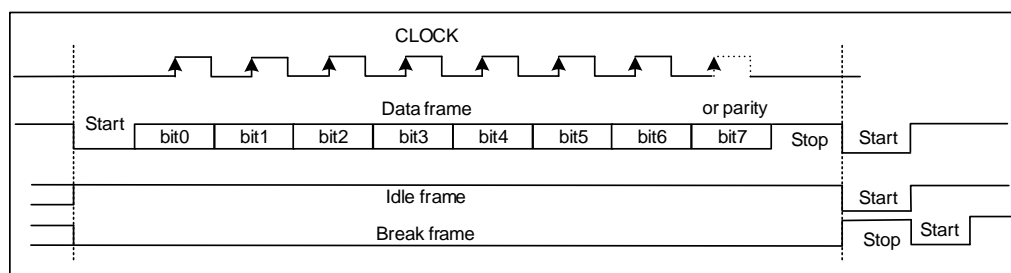 CLOCK
Data frame or parity
Start bit0 bit1 bit2 bit3 bit4 bit5 bit6 bit7 Stop Start
Idle frame Start
Break frame Stop Start